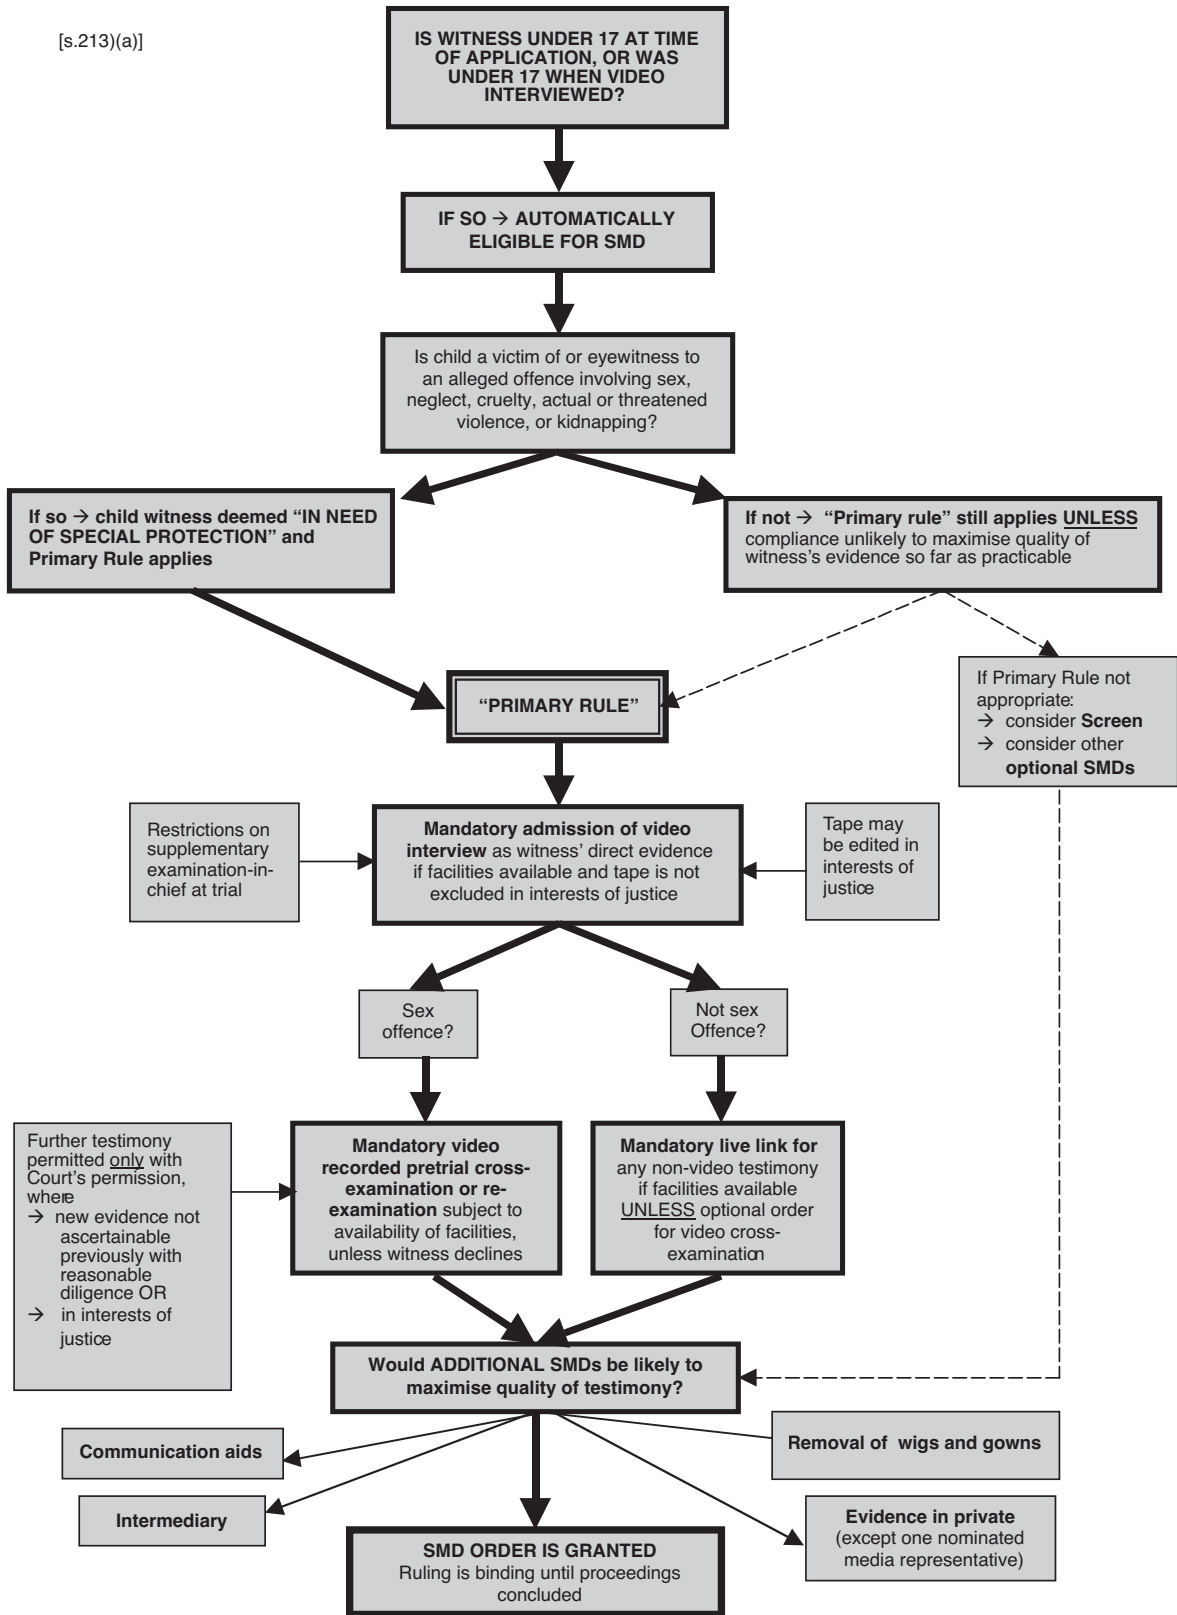 [s.213)(a)]
IS WITNESS UNDER 17 AT TIME
OF APPLICATION, OR WAS
UNDER 17 WHEN VIDEO
INTERVIEWED?
IF SO → AUTOMATICALLY
ELIGIBLE FOR SMD
Is child a victim of or eyewitness to
an alleged offence involving sex,
neglect, cruelty, actual or threatened
violence, or kidnapping?
If so → child witness deemed “IN NEED
OF SPECIAL PROTECTION” and
Primary Rule applies
If not → “Primary rule” still applies UNLESS
compliance unlikely to maximise quality of
witness’s evidence so far as practicable
“PRIMARY RULE”
If Primary Rule not
appropriate:
→ consider Screen
→ consider other
optional SMDs
Restrictions on
supplementary
examination-in-
chief at trial
Mandatory admission of video
interview as witness’ direct evidence
if facilities available and tape is not
excluded in interests of justice
Tape may
be edited in
interests of
justice
Sex
offence?
Not sex
Offence?
Further testimony
permitted only with
Court’s permission,
where
→ new evidence not
ascertainable
previously with
reasonable
diligence OR
→ in interests of
justice
Mandatory video
recorded pretrial cross-
examination or re-
examination subject to
availability of facilities,
unless witness declines
Mandatory live link for
any non-video testimony
if facilities available
UNLESS optional order
for video cross-
examination
Would ADDITIONAL SMDs be likely to
maximise quality of testimony?
Communication aids
Removal of wigs and gowns
Intermediary
Evidence in private
(except one nominated
media representative)
SMD ORDER IS GRANTED
Ruling is binding until proceedings
concluded